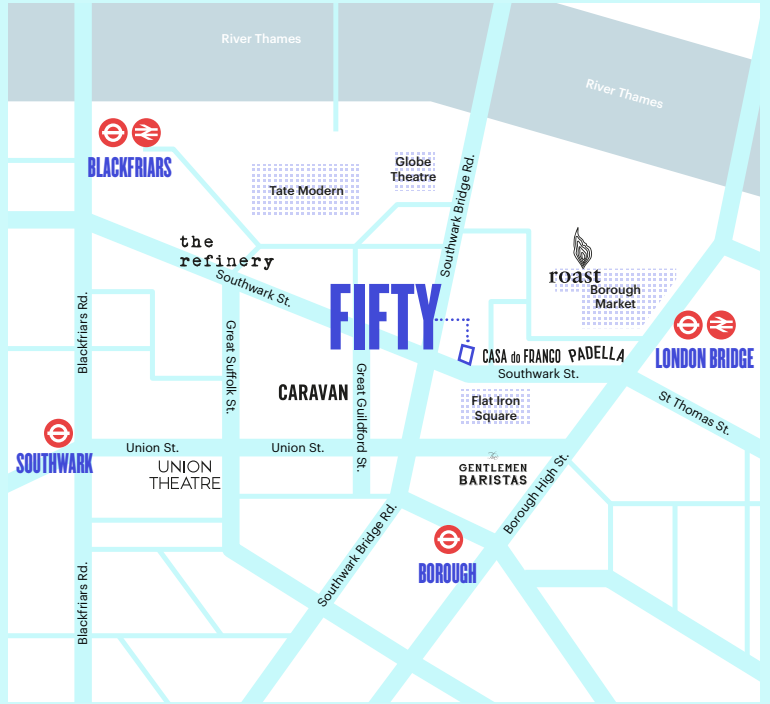 River Thames
River Thames
BLACKFRIARS
Globe
Theatre
Tate Modern
Southwark Bridge Rd.
the
refinery
Southwark St.
roast
Borough
Market
FIFTY
Blackfriars Rd.
Great Suffolk St.
LONDON BRIDGE
CASA do FRANGO
PADELLA
Southwark St.
CARAVAN
Great Guildford St.
Flat Iron
Square
St Thomas St.
SOUTHWARK
Union St.
Union St.
UNION
THEATRE
The
GENTLEMEN
BARISTAS
Borough High St.
Southwark Bridge Rd.
BOROUGH
Blackfriars Rd.